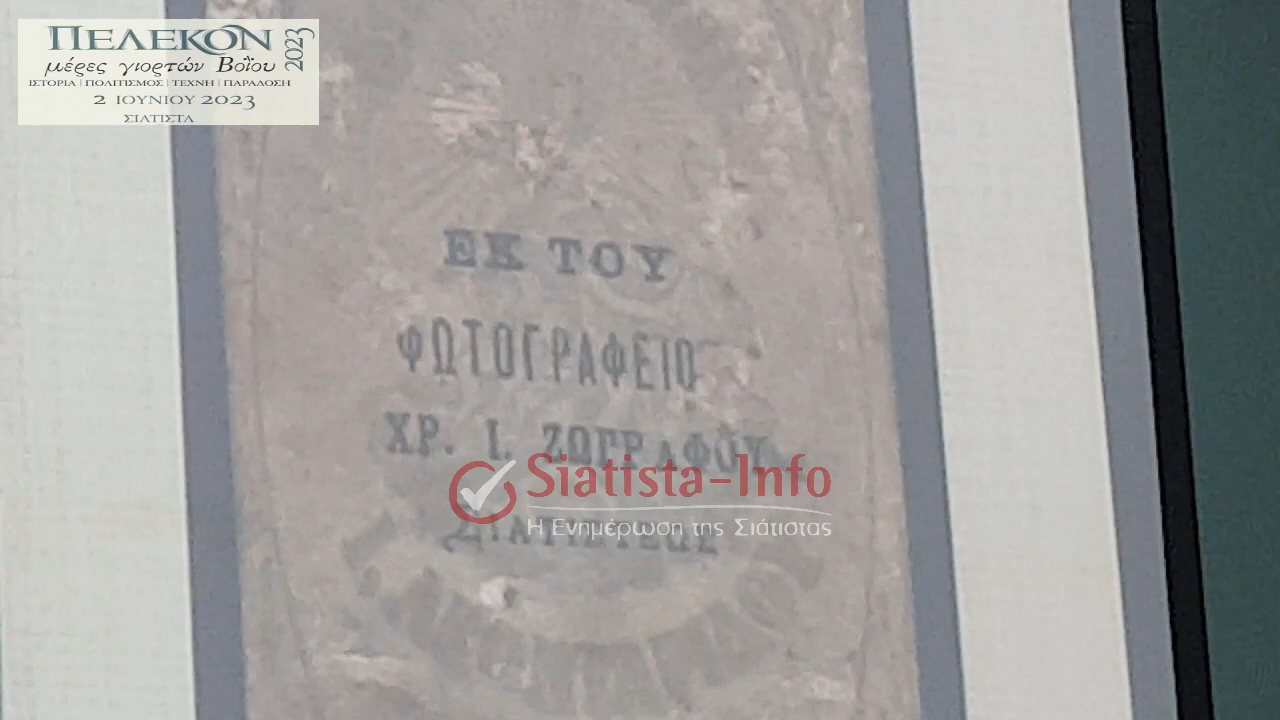 ΠΕΛΕΚΟΝ 2023
μέρες γιορτών Βοΐου
ΙΣΤΟΡΙΑ | ΠΟΛΙΤΙΣΜΟΣ | ΤΕΧΝΗ | ΠΑΡΑΔΟΣΗ
2 ΙΟΥΝΙΟΥ 2023
ΣΙΑΤΙΣΤΑ
ΕΚ ΤΟΥ
ΦΩΤΟΓΡΑΦΕΙΟ
ΧΡ. Ι. ΖΩΓΡΑΦΟΥ
Siatista-Info
Η Ενημέρωση της Σιάτιστας